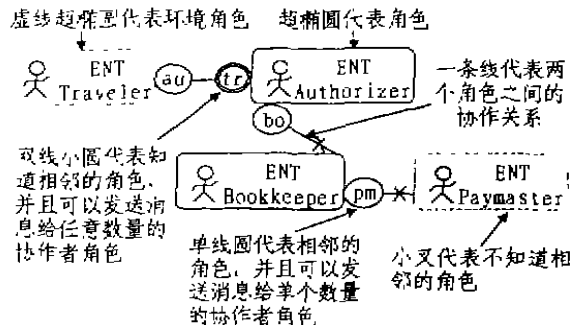 虚线超椭圆代表环境角色
超椭圆代表角色
ENT
Traveler
au
tr
ENT
Authorizer
bo
一条线代表两
个角色之间的
协作关系
双线小圆代表知
道相邻的角色,
并且可以发送消
息给任意数量的
协作者角色
ENT
Bookkeeper
pm
ENT
Paymaster
单线圆代表相邻的
角色, 并且可以发
送消息给单个数量
的协作者角色
小叉代表不知道相
邻的角色